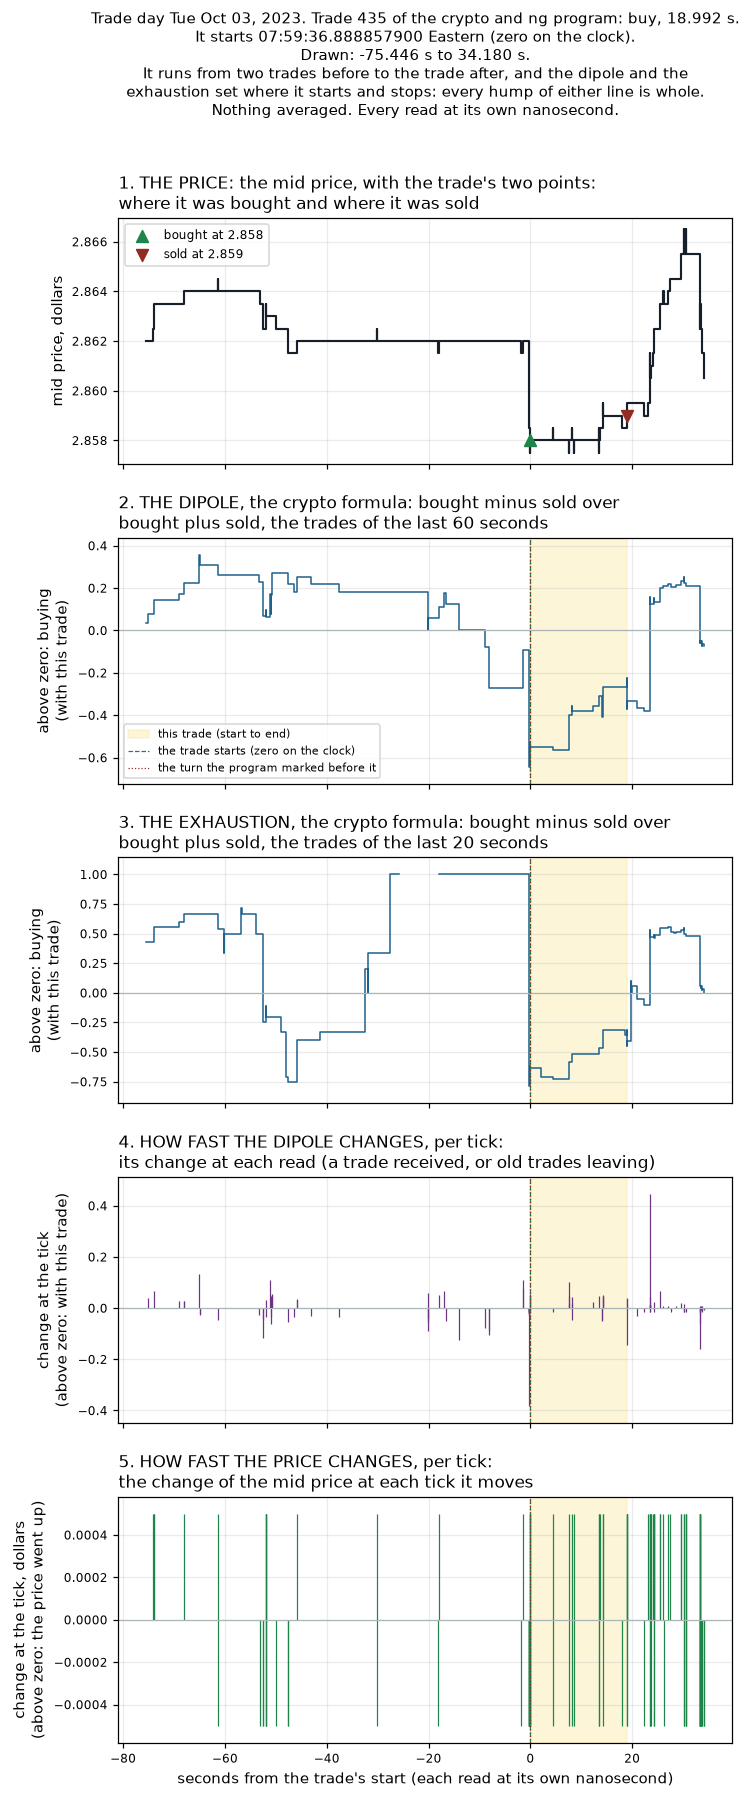 Trade day Tue Oct 03, 2023. Trade 435 of the crypto and ng program: buy, 18.992 s.
It starts 07:59:36.888857900 Eastern (zero on the clock).
Drawn: -75.446 s to 34.180 s.
It runs from two trades before to the trade after, and the dipole and the
exhaustion set where it starts and stops: every hump of either line is whole.
Nothing averaged. Every read at its own nanosecond.
1. THE PRICE: the mid price, with the trade's two points:
where it was bought and where it was sold
bought at 2.858
sold at 2.859
2.866
2.864
2.862
2.860
2.858
mid price, dollars
2. THE DIPOLE, the crypto formula: bought minus sold over
bought plus sold, the trades of the last 60 seconds
0.4
0.2
0.0
−0.2
−0.4
−0.6
above zero: buying
(with this trade)
this trade (start to end)
the trade starts (zero on the clock)
the turn the program marked before it
3. THE EXHAUSTION, the crypto formula: bought minus sold over
bought plus sold, the trades of the last 20 seconds
1.00
0.75
0.50
0.25
0.00
−0.25
−0.50
−0.75
above zero: buying
(with this trade)
4. HOW FAST THE DIPOLE CHANGES, per tick:
its change at each read (a trade received, or old trades leaving)
0.4
0.2
0.0
−0.2
−0.4
change at the tick
(above zero: with this trade)
5. HOW FAST THE PRICE CHANGES, per tick:
the change of the mid price at each tick it moves
0.0004
0.0002
0.0000
−0.0002
−0.0004
change at the tick, dollars
(above zero: the price went up)
−80
−60
−40
−20
0
20
seconds from the trade's start (each read at its own nanosecond)